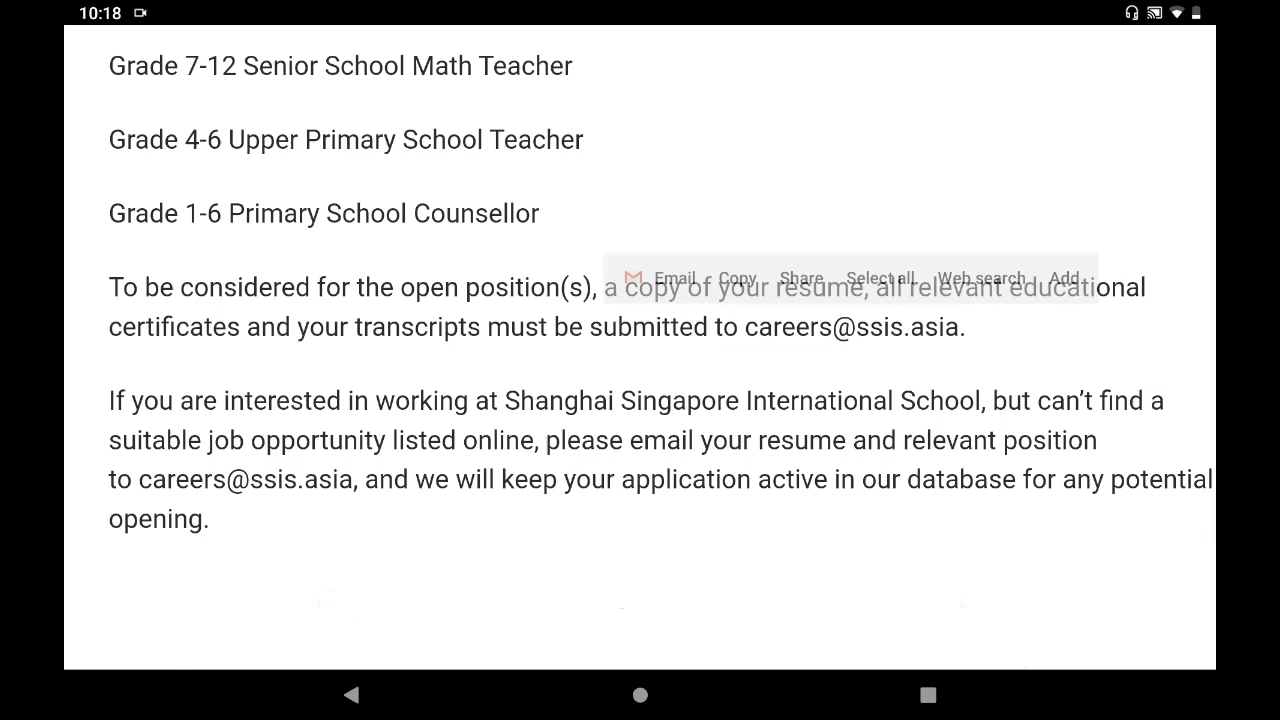 10:18
Grade 7-12 Senior School Math Teacher
Grade 4-6 Upper Primary School Teacher
Grade 1-6 Primary School Counsellor
Email Copy Share Select all Web search Add
To be considered for the open position(s), a copy of your resume, all relevant educational
certificates and your transcripts must be submitted to careers@ssis.asia.
If you are interested in working at Shanghai Singapore International School, but can’t find a
suitable job opportunity listed online, please email your resume and relevant position
to careers@ssis.asia, and we will keep your application active in our database for any potential
opening.